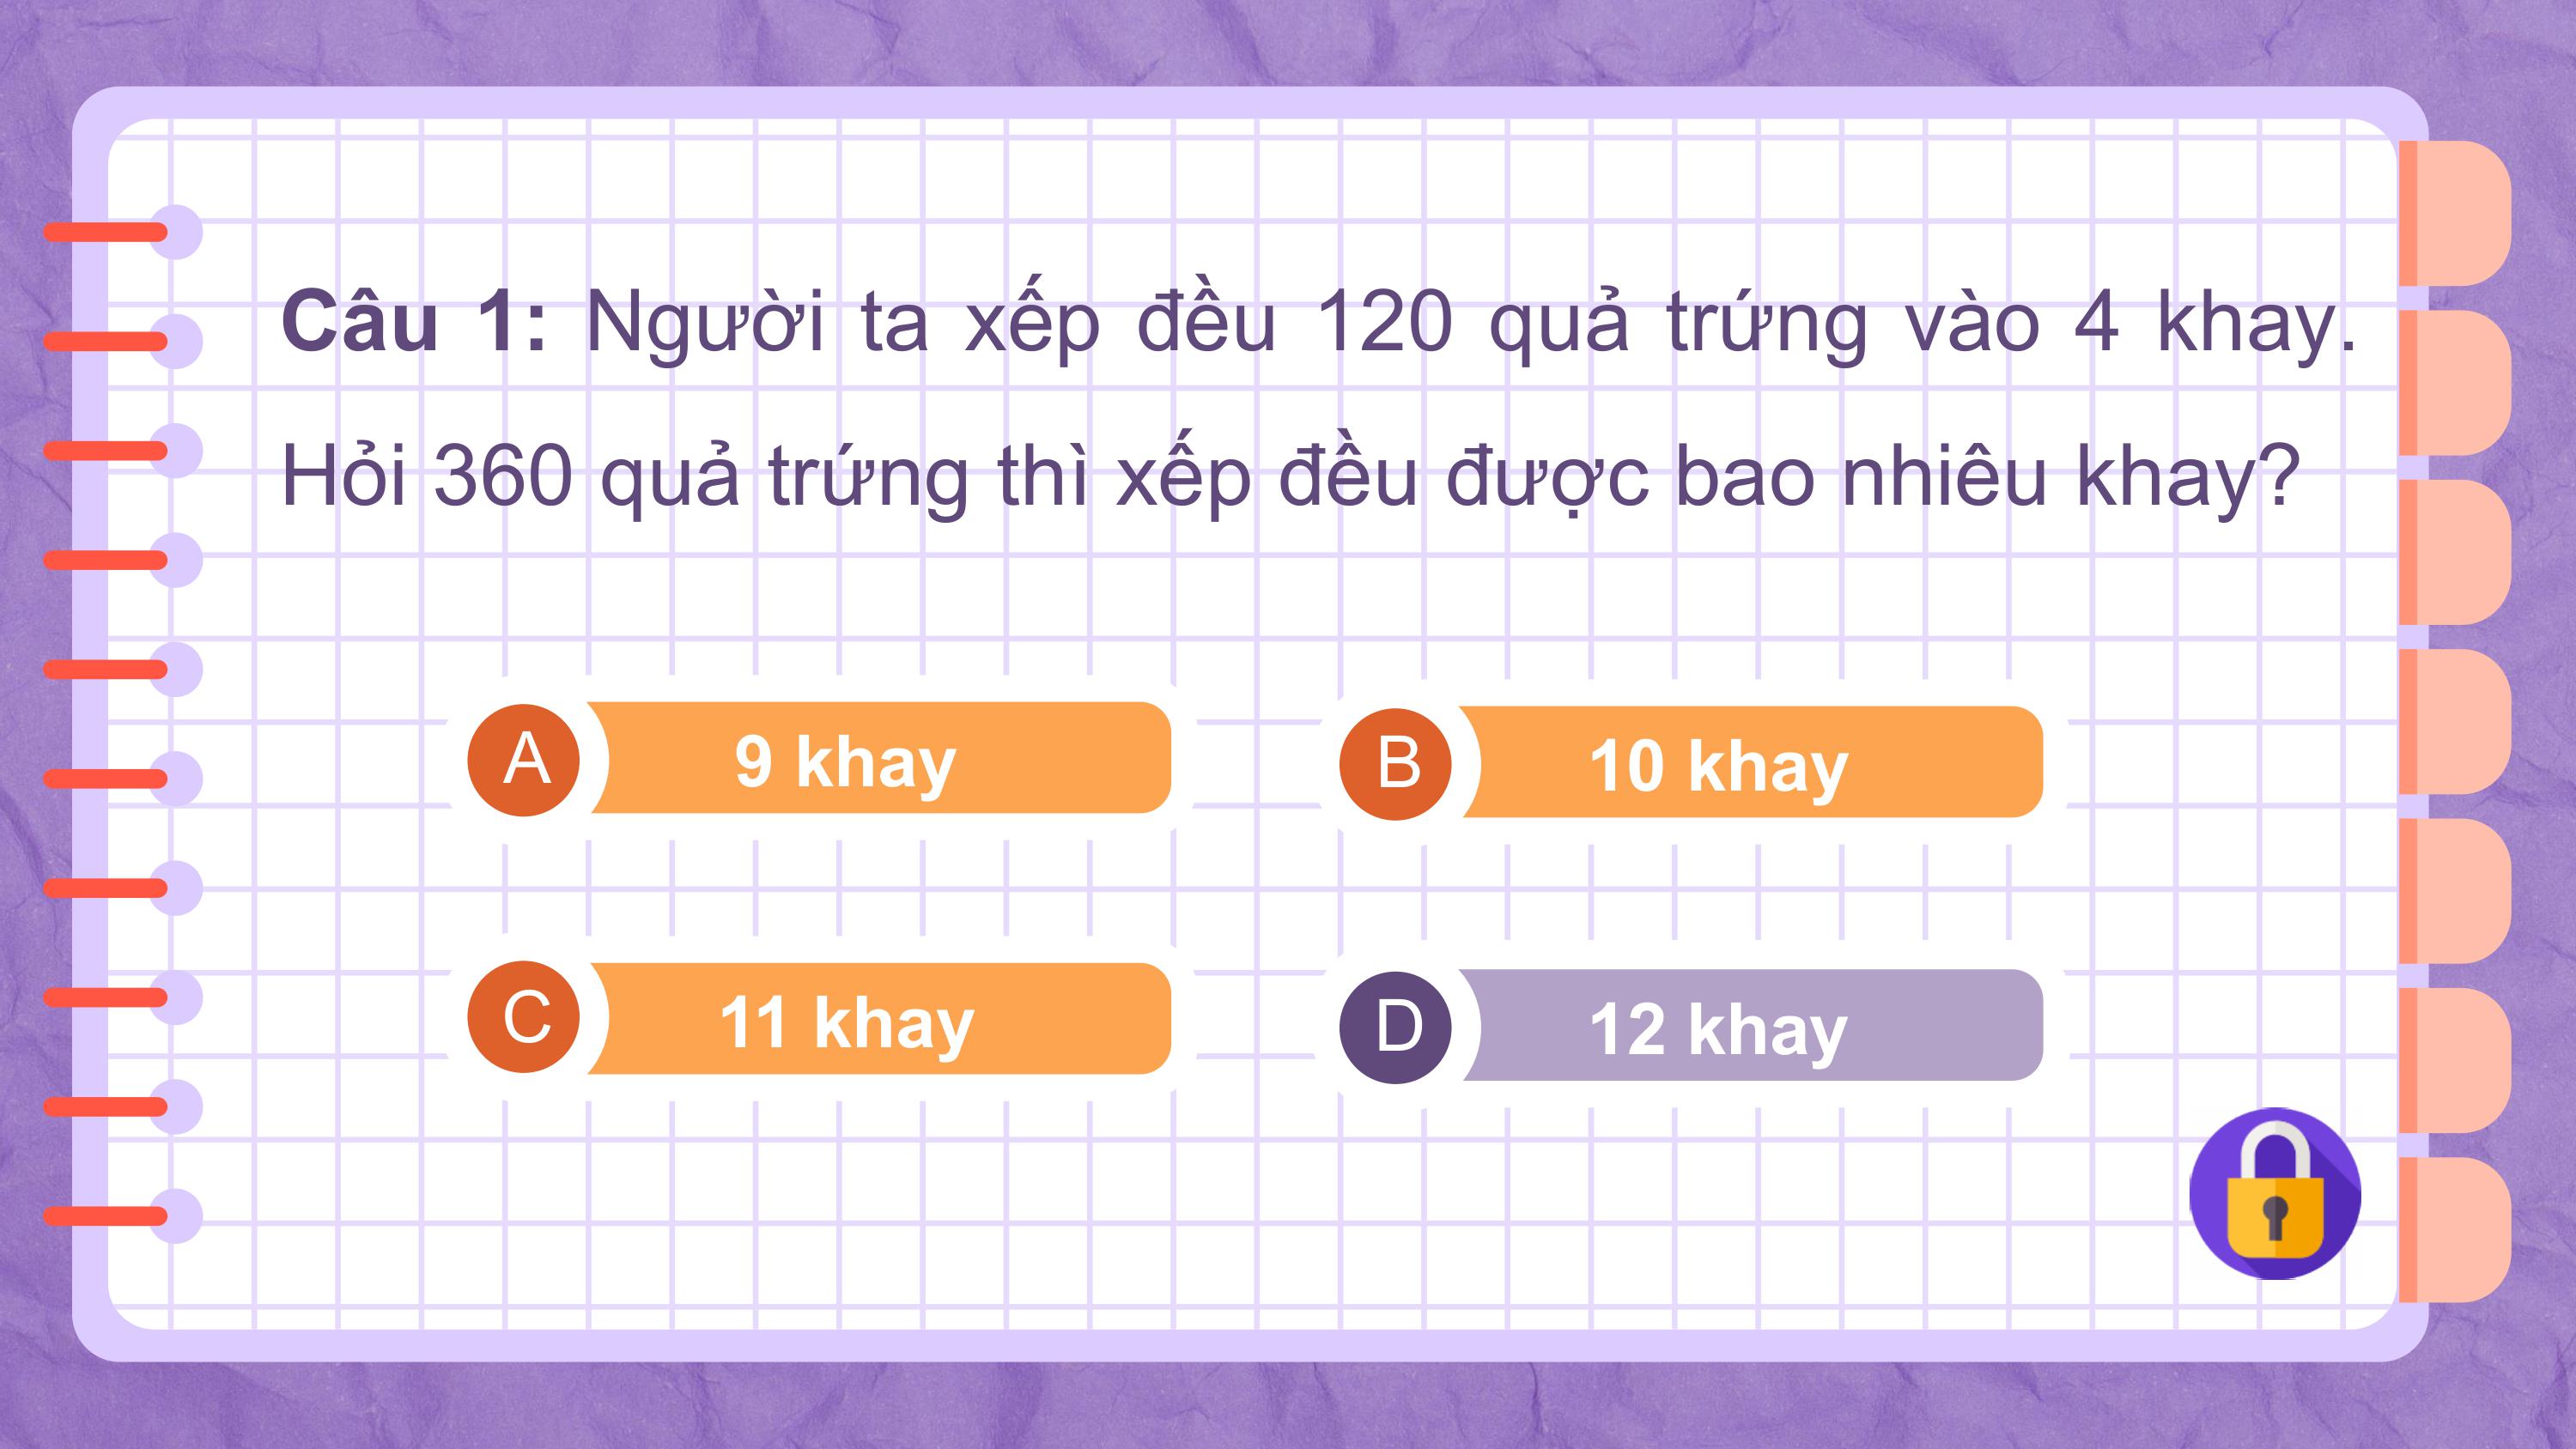 Câu 1: Người ta xếp đều 120 quả trứng vào 4 khay.
Hỏi 360 quả trứng thì xếp đều được bao nhiêu khay?
A 9 khay
B 10 khay
C 11 khay
D 12 khay